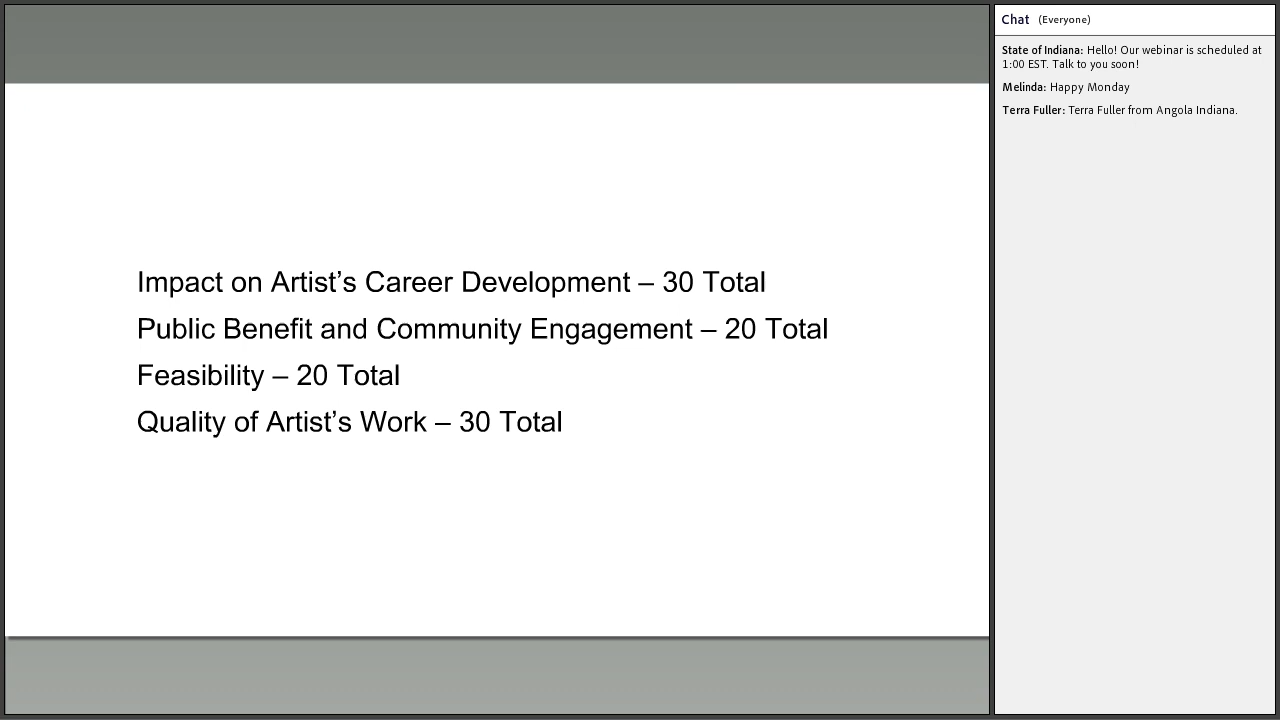 Impact on Artist’s Career Development – 30 Total
Public Benefit and Community Engagement – 20 Total
Feasibility – 20 Total
Quality of Artist’s Work – 30 Total
Chat (Everyone)
State of Indiana: Hello! Our webinar is scheduled at
1:00 EST. Talk to you soon!
Melinda: Happy Monday
Terra Fuller: Terra Fuller from Angola Indiana.